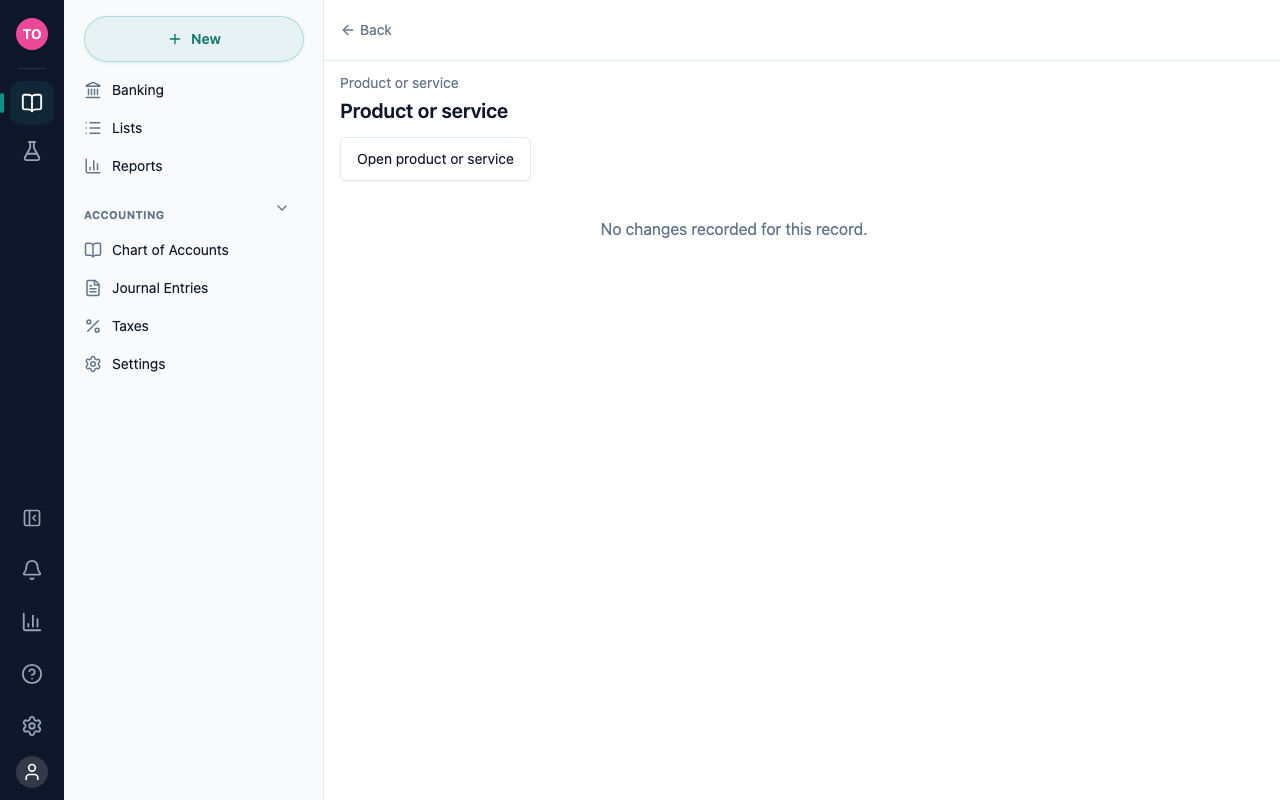 TO
New
Banking
Lists
Reports
ACCOUNTING
Chart of Accounts
Journal Entries
Taxes
Settings
Back
Product or service
Product or service
Open product or service
No changes recorded for this record.